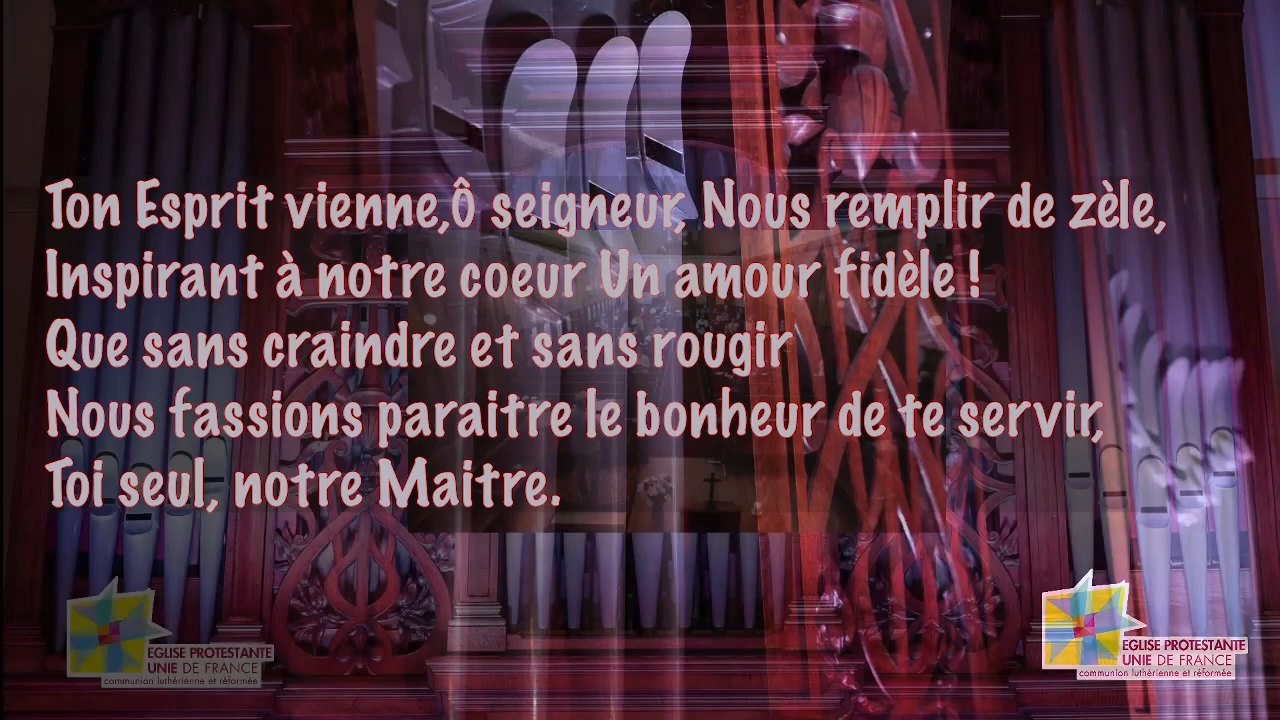 Ton Esprit vienne,Ô seigneur, Nous remplir de zèle,
Inspirant à notre coeur Un amour fidèle !
Que sans craindre et sans rougir
Nous fassions paraitre le bonheur de te servir,
Toi seul, notre Maitre.
EGLISE PROTESTANTE
UNIE DE FRANCE
communion luthérienne et réformée
EGLISE PROTESTANTE
UNIE DE FRANCE
communion luthérienne et réformée